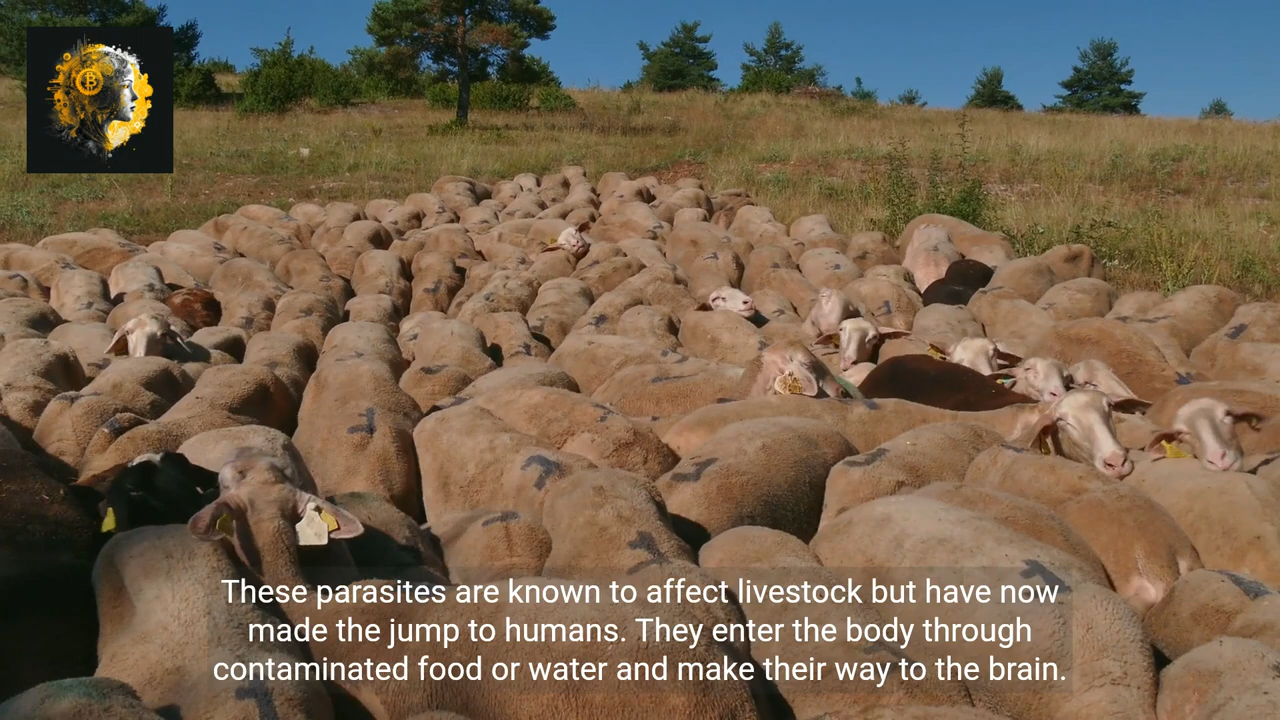 These parasites are known to affect livestock but have now
made the jump to humans. They enter the body through
contaminated food or water and make their way to the brain.